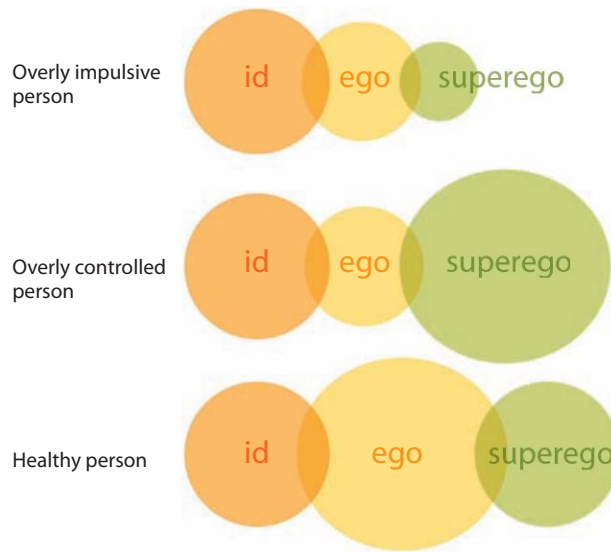 Overly impulsive
person
id ego superego
Overly controlled
person
id ego superego
Healthy person
id ego superego